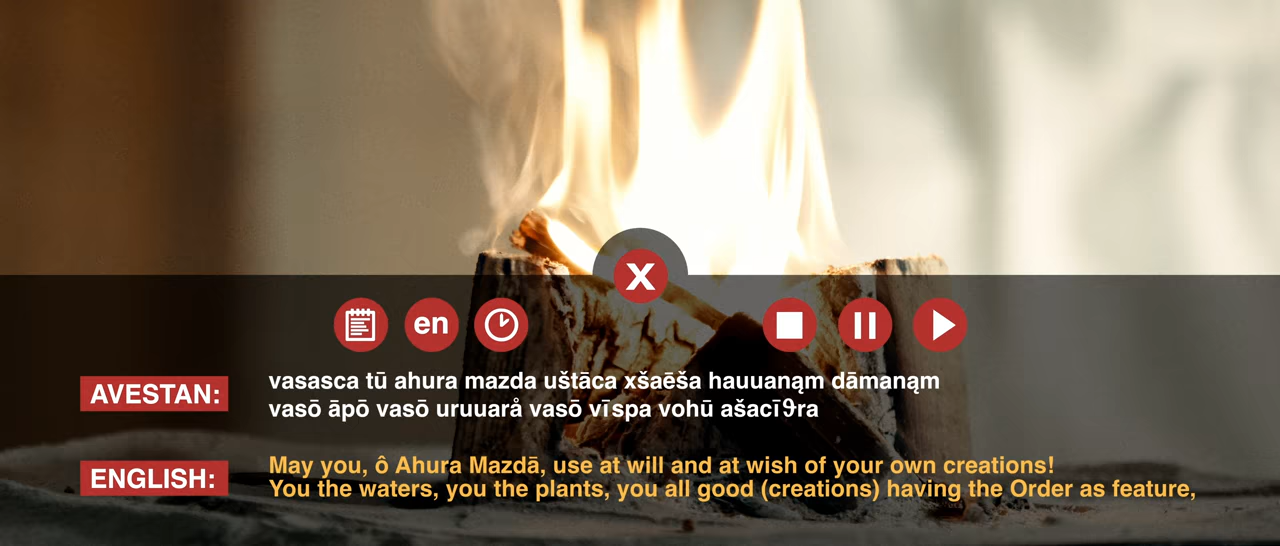 X
en
AVESTAN:
vasasca tū ahura mazda uštāca xšaēša hauuanąm dāmanąm
vasō āpō vasō uruuarå vasō vīspa vohū ašacīϑra
ENGLISH:
May you, ô Ahura Mazdā, use at will and at wish of your own creations!
You the waters, you the plants, you all good (creations) having the Order as feature,